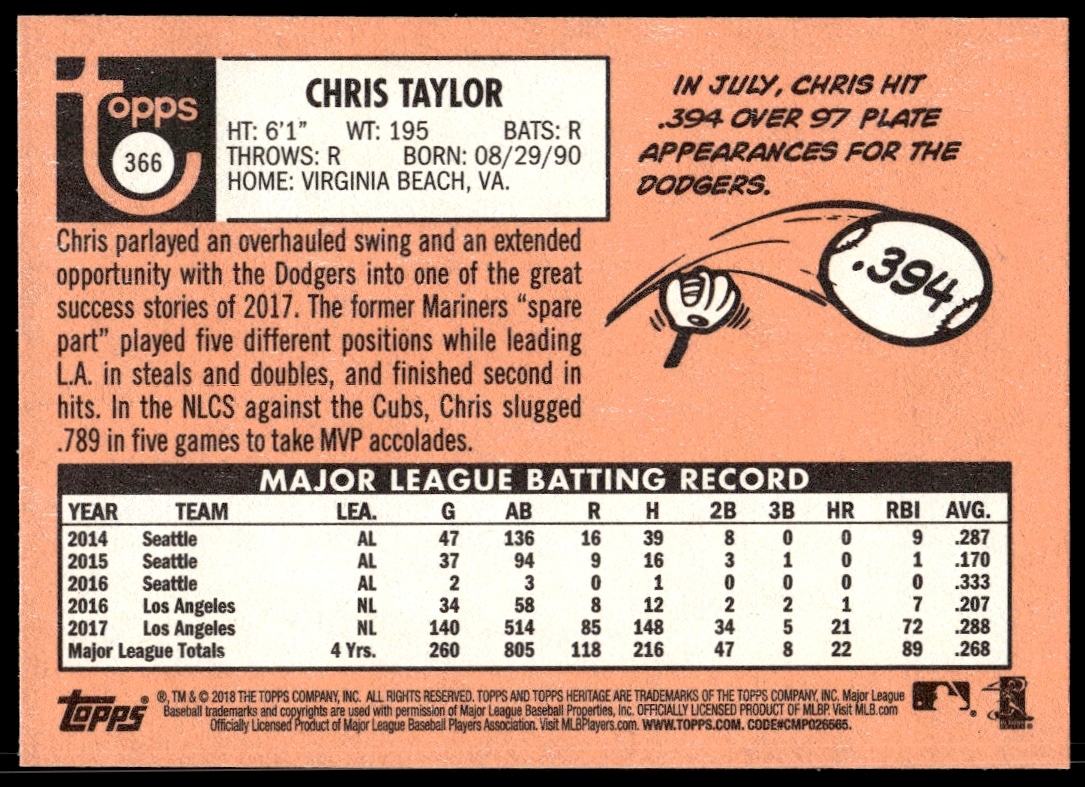 topps
366
CHRIS TAYLOR
HT: 6'1" WT: 195 BATS: R
THROWS: R BORN: 08/29/90
HOME: VIRGINIA BEACH, VA.
IN JULY, CHRIS HIT
.394 OVER 97 PLATE
APPEARANCES FOR THE
DODGERS.
.394
Chris parlayed an overhauled swing and an extended
opportunity with the Dodgers into one of the great
success stories of 2017. The former Mariners "spare
part" played five different positions while leading
L.A. in steals and doubles, and finished second in
hits. In the NLCS against the Cubs, Chris slugged
.789 in five games to take MVP accolades.
MAJOR LEAGUE BATTING RECORD
YEAR TEAM LEA. G AB R H 2B 3B HR RBI AVG.
2014 Seattle AL 47 136 16 39 8 0 0 9 .287
2015 Seattle AL 37 94 9 16 3 1 0 1 .170
2016 Seattle AL 2 3 0 1 0 0 0 0 .333
2016 Los Angeles NL 34 58 8 12 2 2 1 7 .207
2017 Los Angeles NL 140 514 85 148 34 5 21 72 .288
Major League Totals 4 Yrs. 260 805 118 216 47 8 22 89 .268
topps
®, TM & © 2018 THE TOPPS COMPANY, INC. ALL RIGHTS RESERVED. TOPPS AND TOPPS HERITAGE ARE TRADEMARKS OF THE TOPPS COMPANY, INC. Major League
Baseball trademarks and copyrights are used with permission of Major League Baseball Properties, Inc. OFFICIALLY LICENSED PRODUCT OF MLBP. Visit MLB.com
Officially Licensed Product of Major League Baseball Players Association. Visit MLBPlayers.com. WWW.TOPPS.COM. CODE#CMP026565.